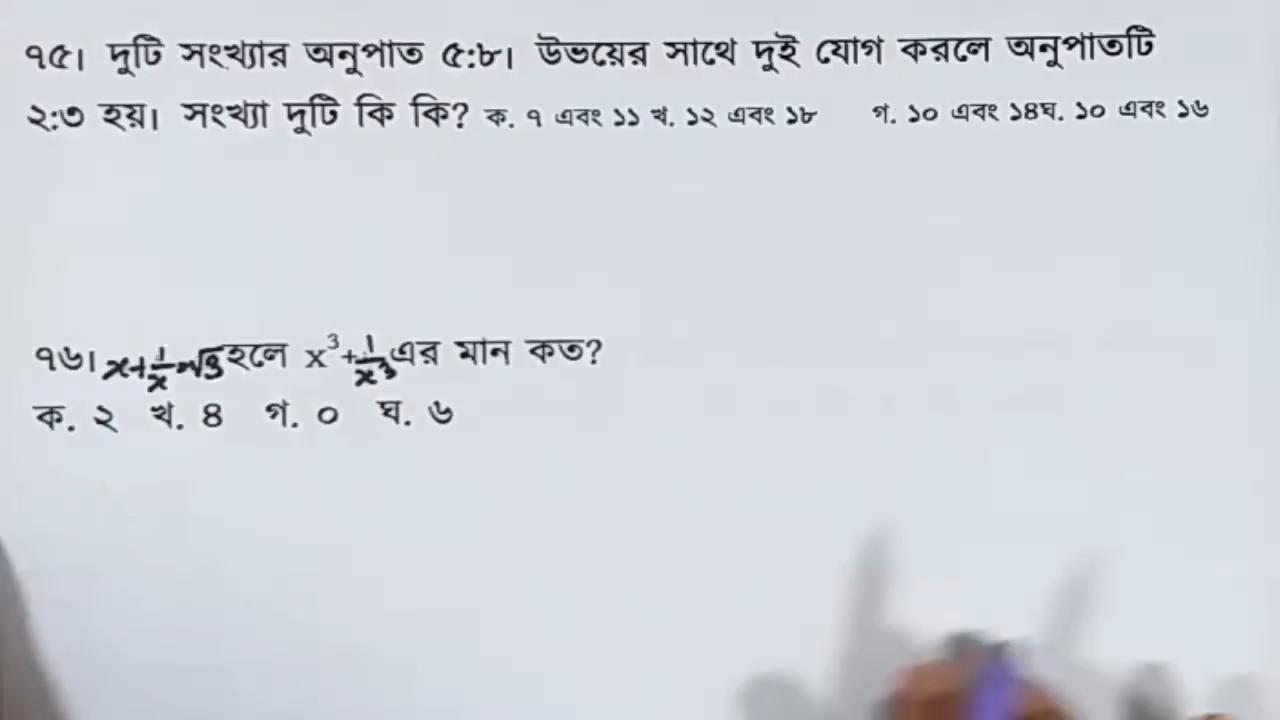 ৭৫। দুটি সংখ্যার অনুপাত ৫:৮। উভয়ের সাথে দুই যোগ করলে অনুপাতটি
২:৩ হয়। সংখ্যা দুটি কি কি? ক. ৭ এবং ১১ খ. ১২ এবং ১৮ গ. ১০ এবং ১৪ঘ. ১০ এবং ১৬
৭৬। x+1/x=√3 হলে x³+1/x³ এর মান কত?
ক. ২ খ. 8 গ. ০ ঘ. ৬